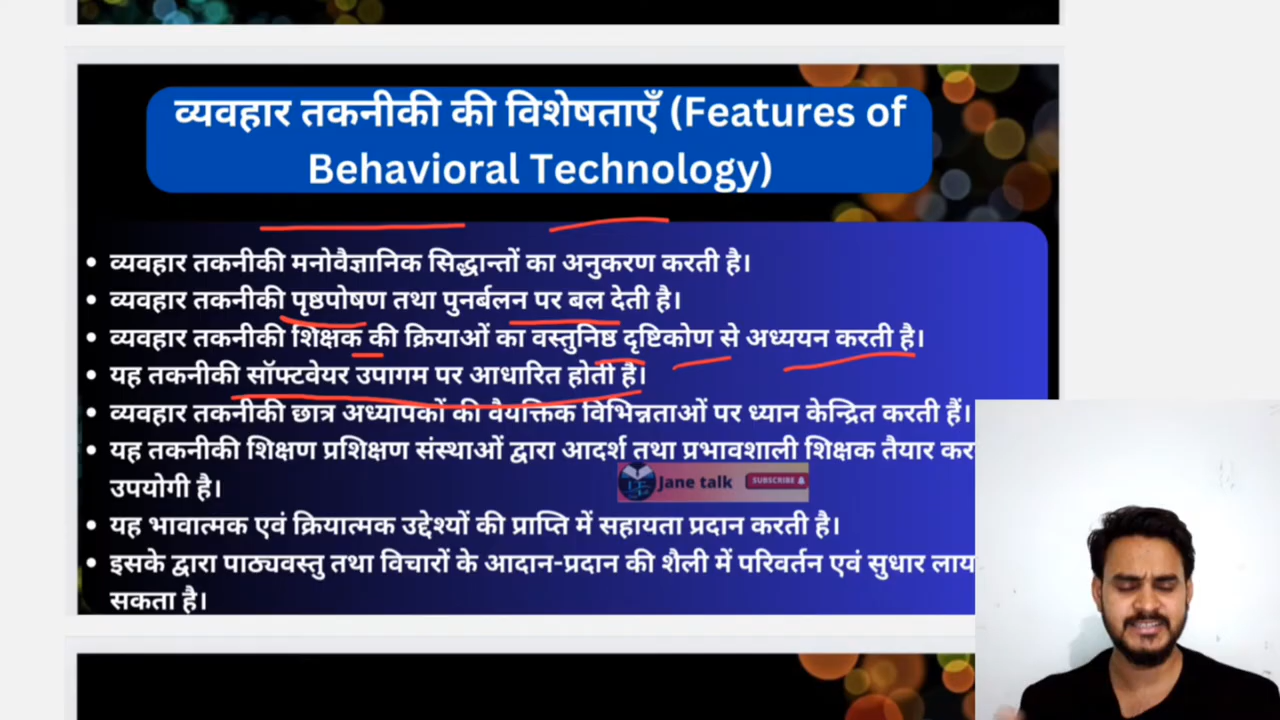 व्यवहार तकनीकी की विशेषताएँ (Features of
Behavioral Technology)
• व्यवहार तकनीकी मनोवैज्ञानिक सिद्धान्तों का अनुकरण करती है।
• व्यवहार तकनीकी पृष्ठपोषण तथा पुनर्बलन पर बल देती है।
• व्यवहार तकनीकी शिक्षक की क्रियाओं का वस्तुनिष्ठ दृष्टिकोण से अध्ययन करती है।
• यह तकनीकी सॉफ्टवेयर उपागम पर आधारित होती है।
• व्यवहार तकनीकी छात्र अध्यापकों की वैयक्तिक विभिन्नताओं पर ध्यान केन्द्रित करती हैं।
• यह तकनीकी शिक्षण प्रशिक्षण संस्थाओं द्वारा आदर्श तथा प्रभावशाली शिक्षक तैयार कर
Jane talk SUBSCRIBE
उपयोगी है।
• यह भावात्मक एवं क्रियात्मक उद्देश्यों की प्राप्ति में सहायता प्रदान करती है।
• इसके द्वारा पाठ्यवस्तु तथा विचारों के आदान-प्रदान की शैली में परिवर्तन एवं सुधार लाय
सकता है।